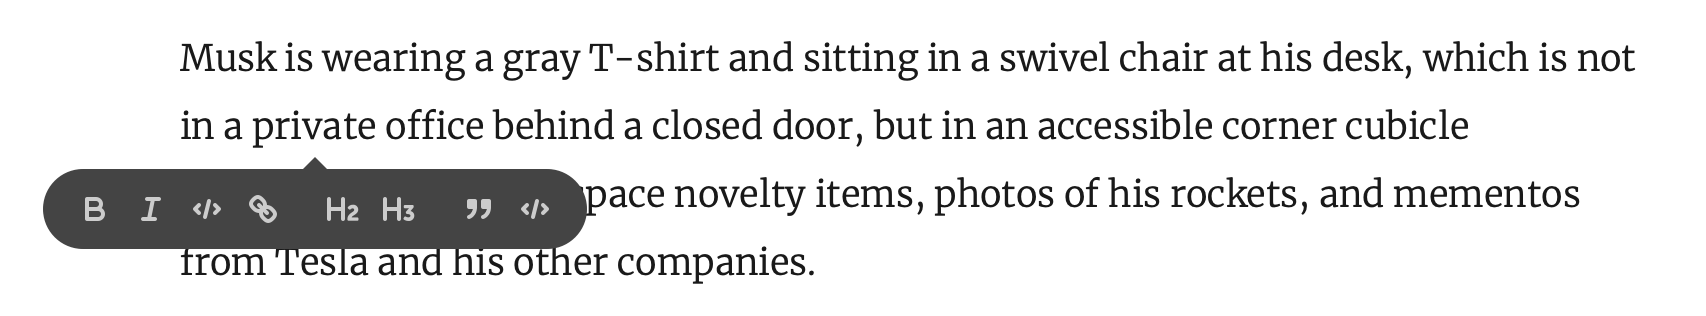 Musk is wearing a gray T-shirt and sitting in a swivel chair at his desk, which is not
in a private office behind a closed door, but in an accessible corner cubicle
novelty items, photos of his rockets, and mementos
B I </> H2 H3 ” </>
from Tesla and his other companies.